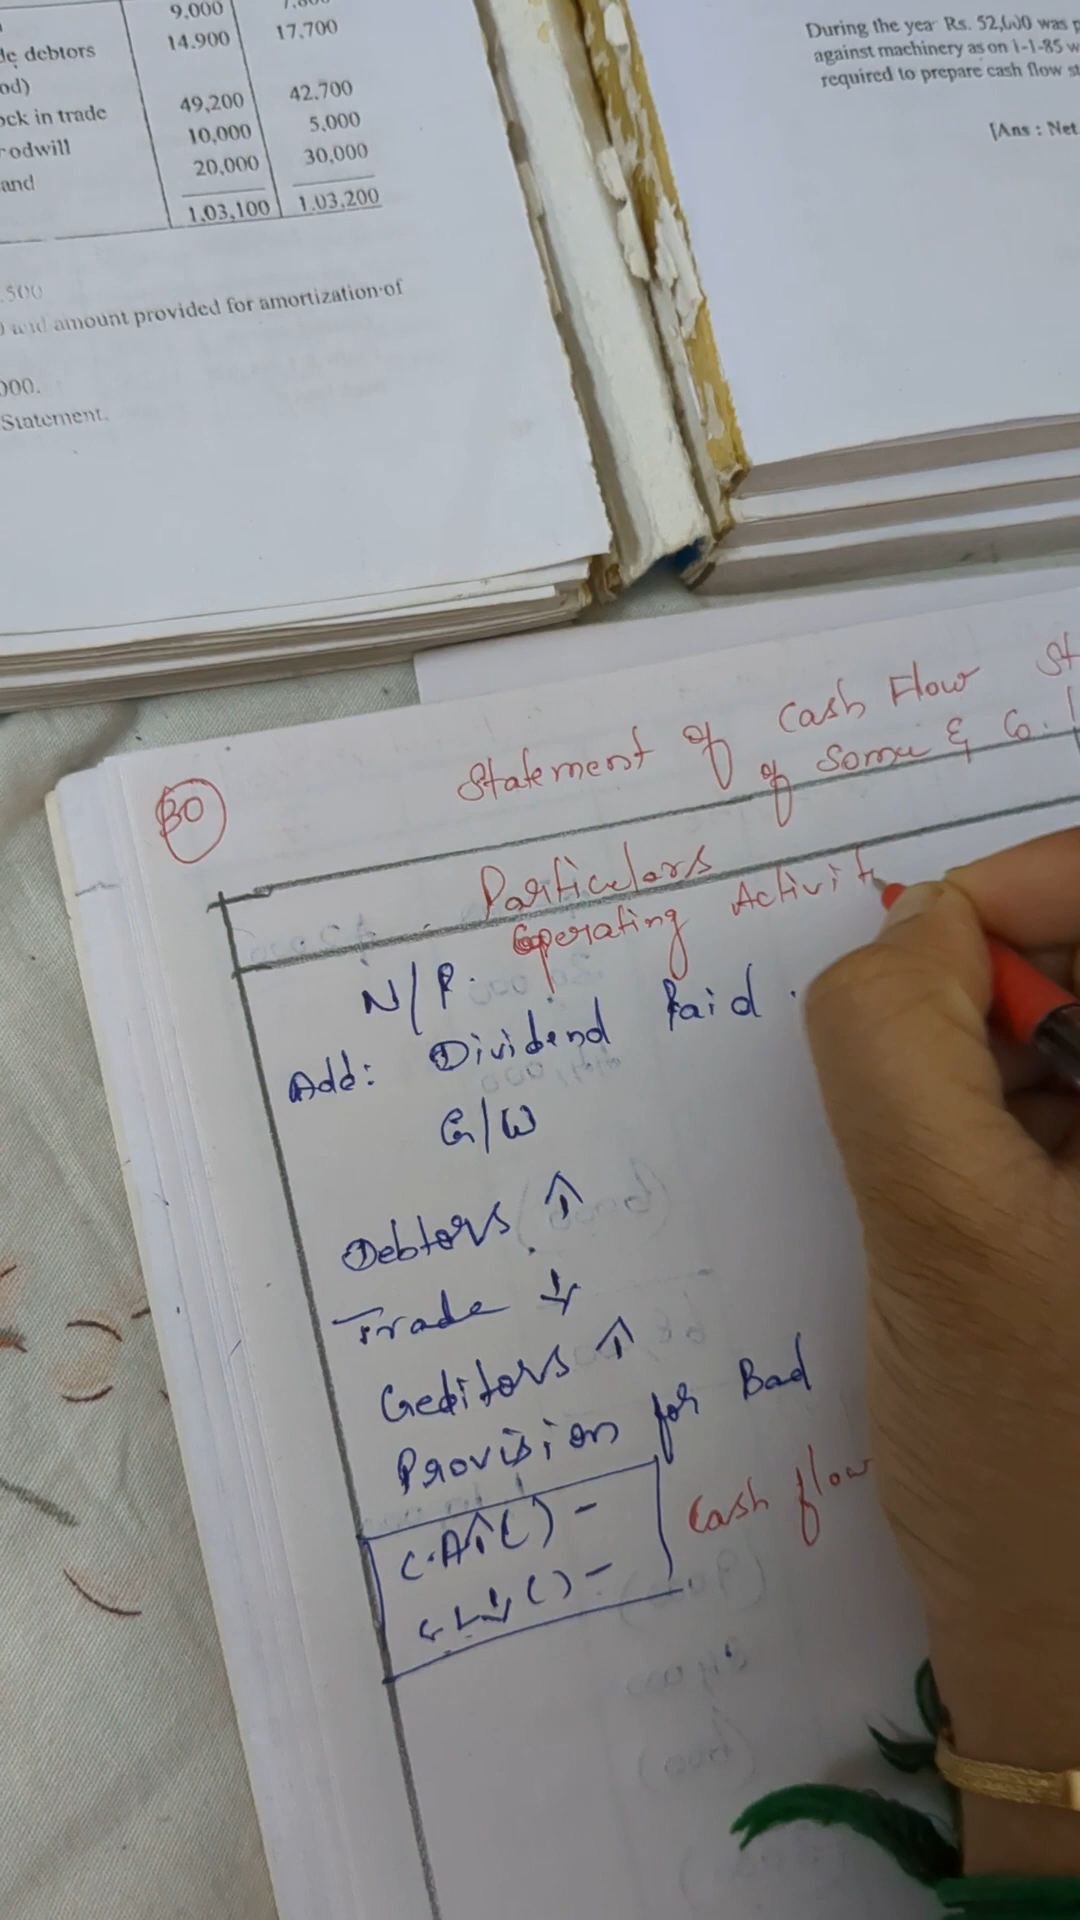 9,000
de debtors 14,900 17,700
od)
ock in trade 49,200 42,700
odwill 10,000 5,000
and 20,000 30,000
1,03,100 1,03,200
500
amount provided for amortization of
000.
Statement.
During the year Rs. 52, was
against machinery as on 1-1-85 w
required to prepare cash flow st
[Ans : Net
30
Statement of Cash Flow St
of Some & Co.
Particulars
Operating Activit
N/P.
Add: Dividend Paid.
G/W
Debtors ↑
Trade ↓
Creditors ↑
Provision for Bad
C.A↑( ) -
C.L↓( ) -
Cash flow